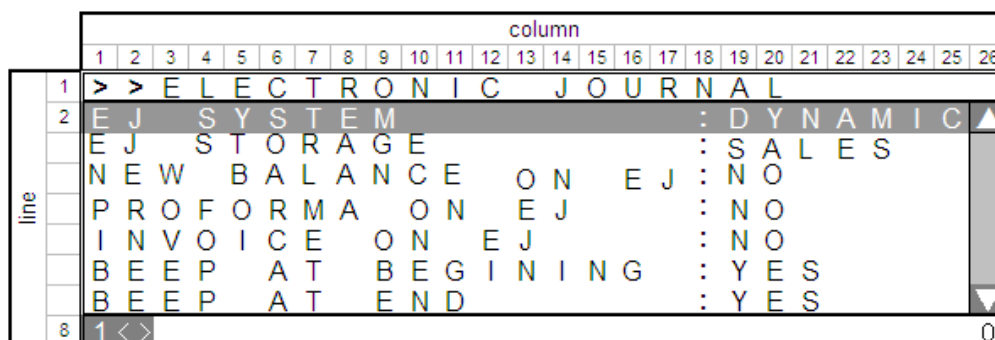 column
1 2 3 4 5 6 7 8 9 10 11 12 13 14 15 16 17 18 19 20 21 22 23 24 25 26
line
1 >>ELECTRONIC JOURNAL
2 EJ SYSTEM :DYNAMIC
EJ STORAGE :SALES
NEW BALANCE ON EJ:NO
PROFORMA ON EJ :NO
INVOICE ON EJ :NO
BEEP AT BEGINING :YES
BEEP AT END :YES
8 1<> 0